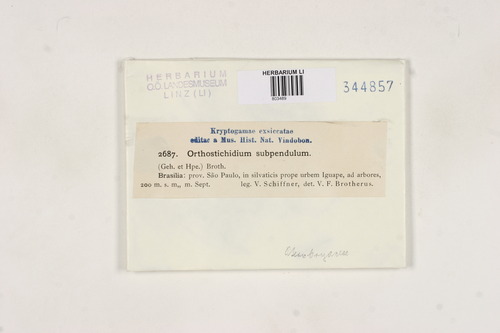 HERBARIUM
O.Ö. LANDESMUSEUM
LINZ (LI)
HERBARIUM LI
803469
344857
Kryptogamae exsiccatae
editae a Mus. Hist. Nat. Vindobon.
2687. Orthostichidium subpendulum.
(Geh. et Hpe.) Broth.
Brasilia: prov. São Paulo, in silvaticis prope urbem Iguape, ad arbores,
200 m. s. m., m. Sept. leg. V. Schiffner, det. V. F. Brotherus.